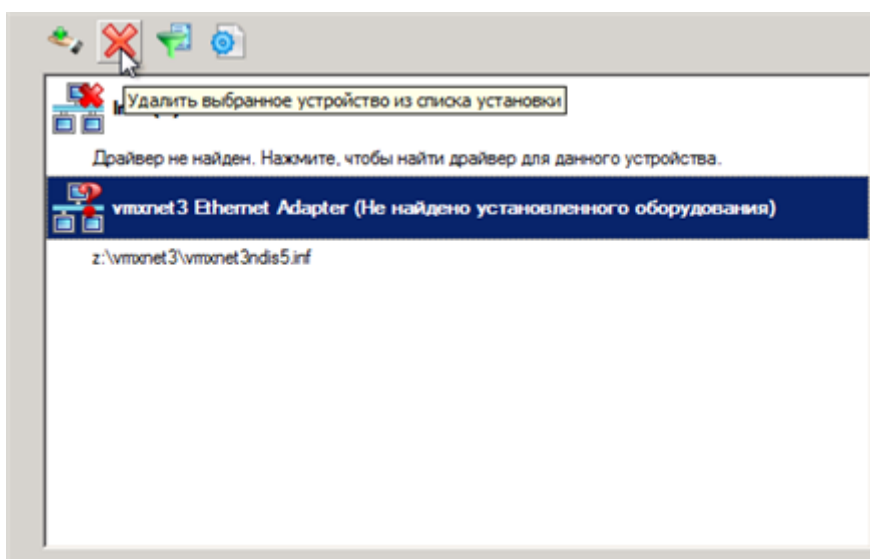 Удалить выбранное устройство из списка установки
Драйвер не найден. Нажмите, чтобы найти драйвер для данного устройства.
vmxnet3 Ethernet Adapter (Не найдено установленного оборудования)
z:\vmxnet3\vmxnet3ndis5.inf